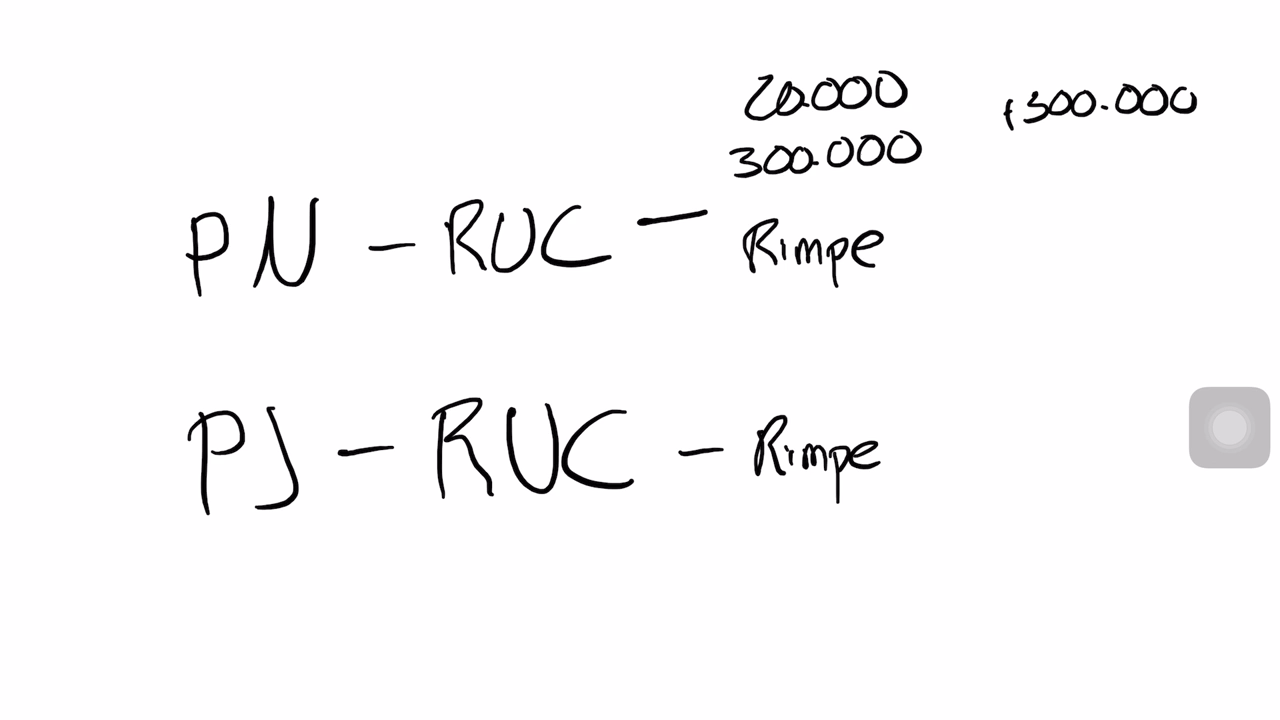 20.000 +300.000
300.000
PN - RUC - Rimpe
PJ - RUC - Rimpe